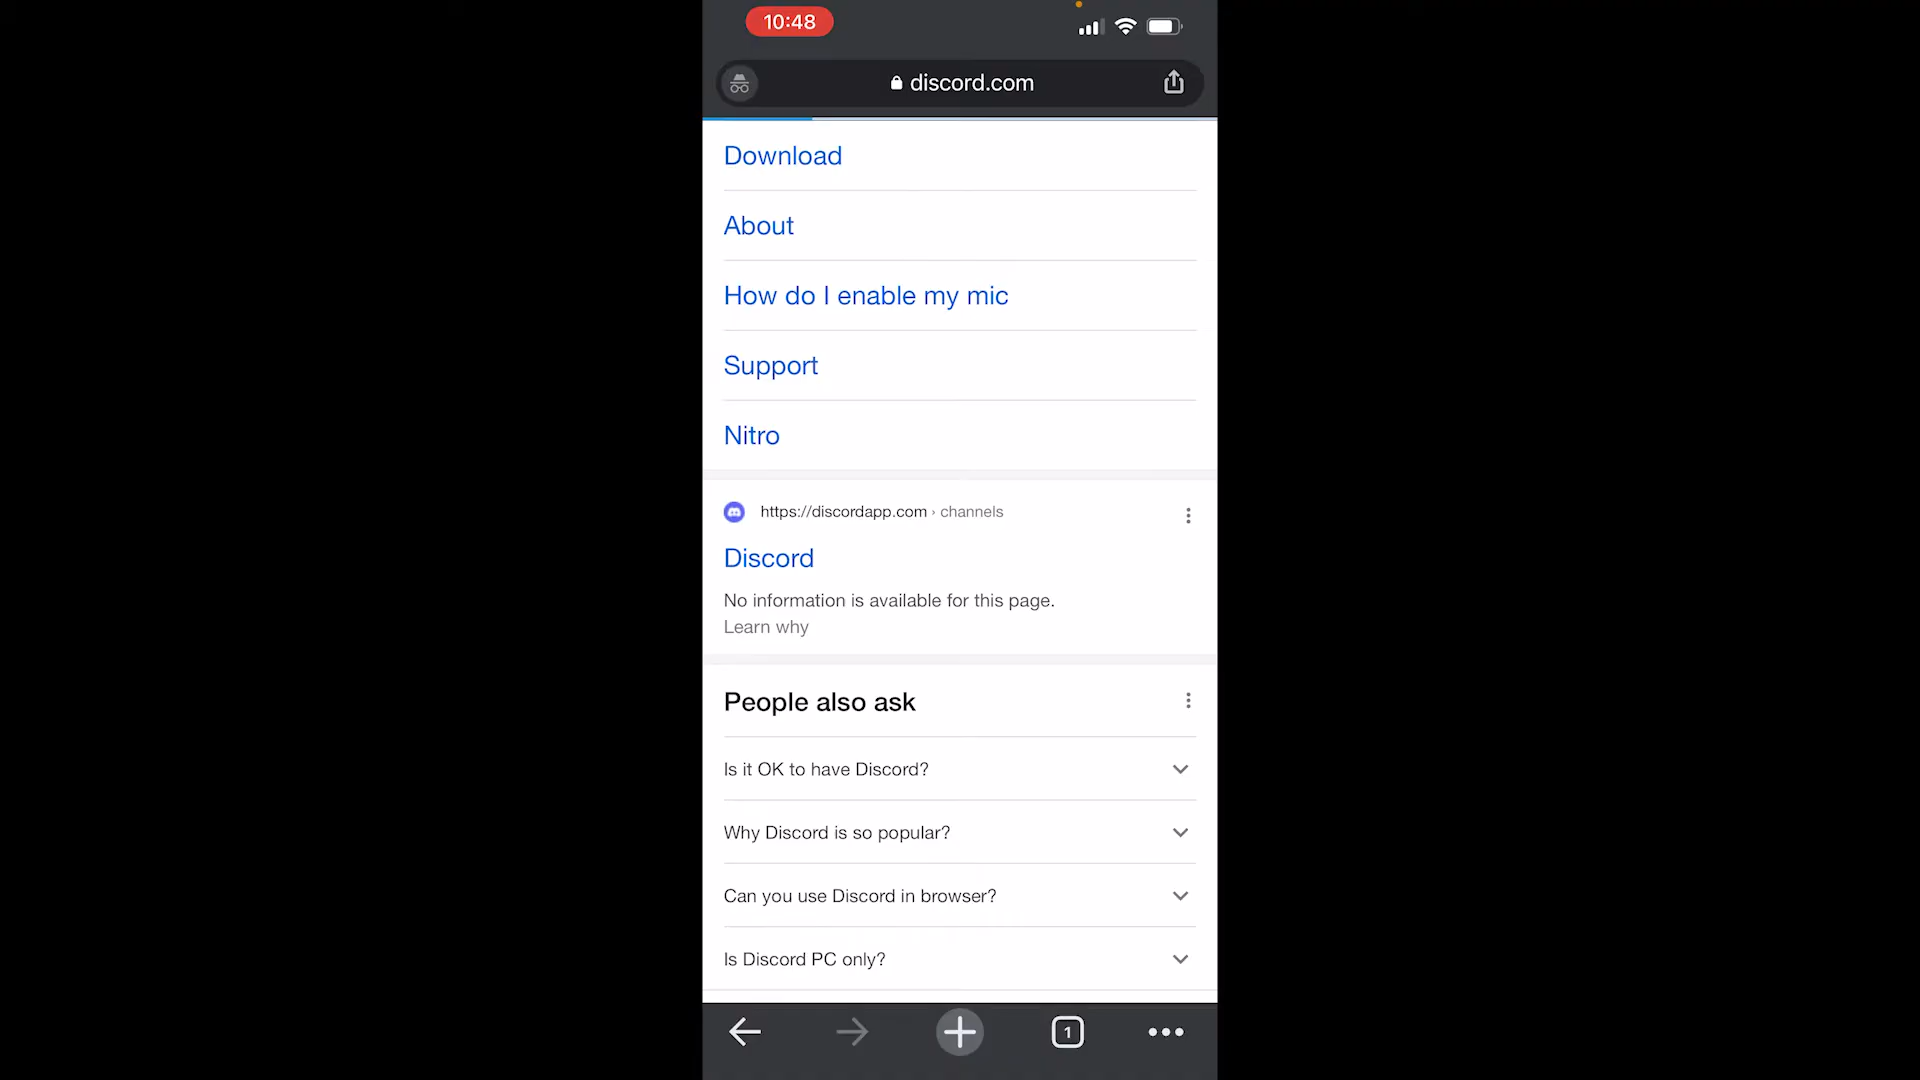 10:48
discord.com
Download
About
How do I enable my mic
Support
Nitro
https://discordapp.com › channels
Discord
No information is available for this page.
Learn why
People also ask
Is it OK to have Discord?
Why Discord is so popular?
Can you use Discord in browser?
Is Discord PC only?
1